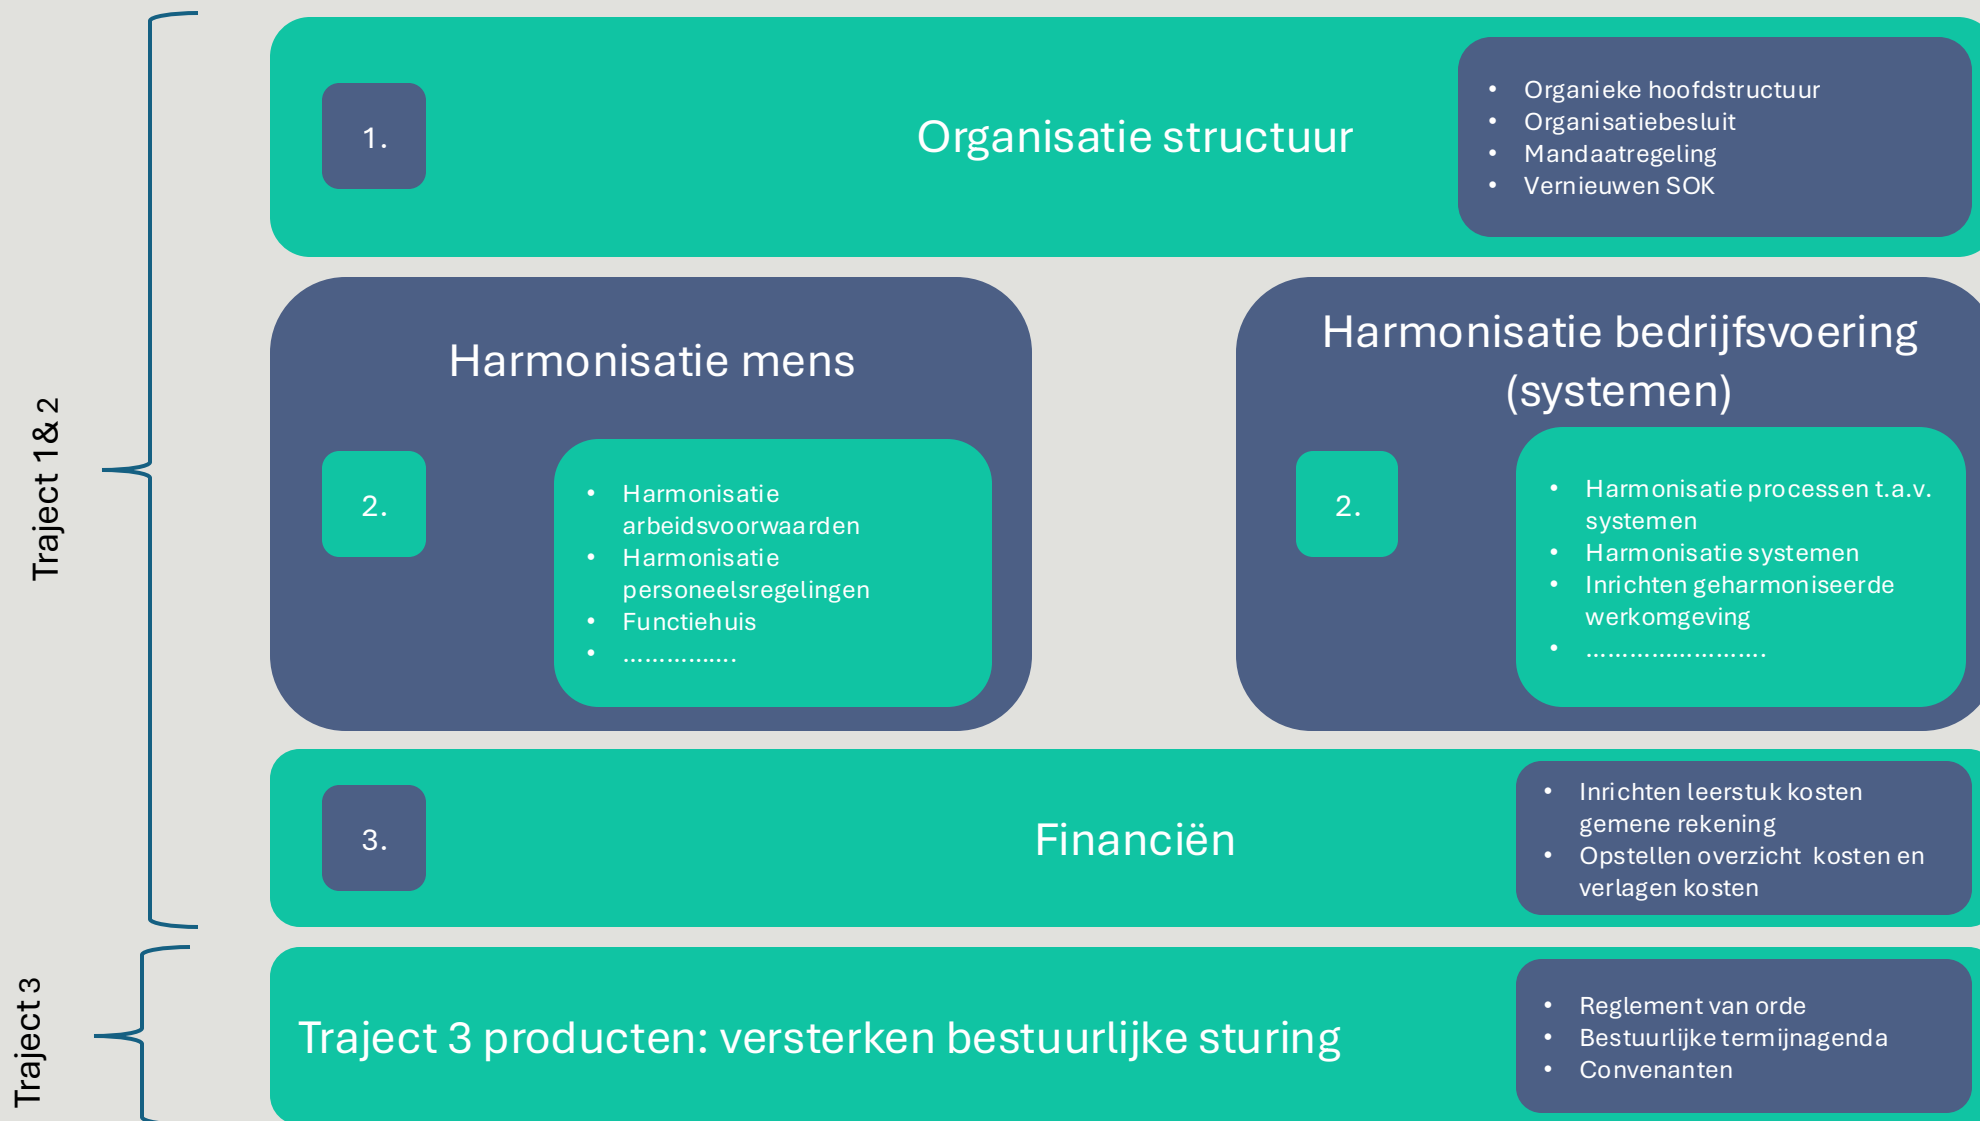 Traject 1 & 2
1.
Organisatie structuur
• Organieke hoofdstructuur
• Organisatiebesluit
• Mandaatregeling
• Vernieuwen SOK
Harmonisatie mens
2.
• Harmonisatie
arbeidsvoorwaarden
• Harmonisatie
personeelsregelingen
• Functiehuis
• ...............
Harmonisatie bedrijfsvoering
(systemen)
2.
• Harmonisatie processen t.a.v.
systemen
• Harmonisatie systemen
• Inrichten geharmoniseerde
werkomgeving
• ........................
3.
Financiën
• Inrichten leerstuk kosten
gemene rekening
• Opstellen overzicht kosten en
verlagen kosten
Traject 3
Traject 3 producten: versterken bestuurlijke sturing
• Reglement van orde
• Bestuurlijke termijnagenda
• Convenanten